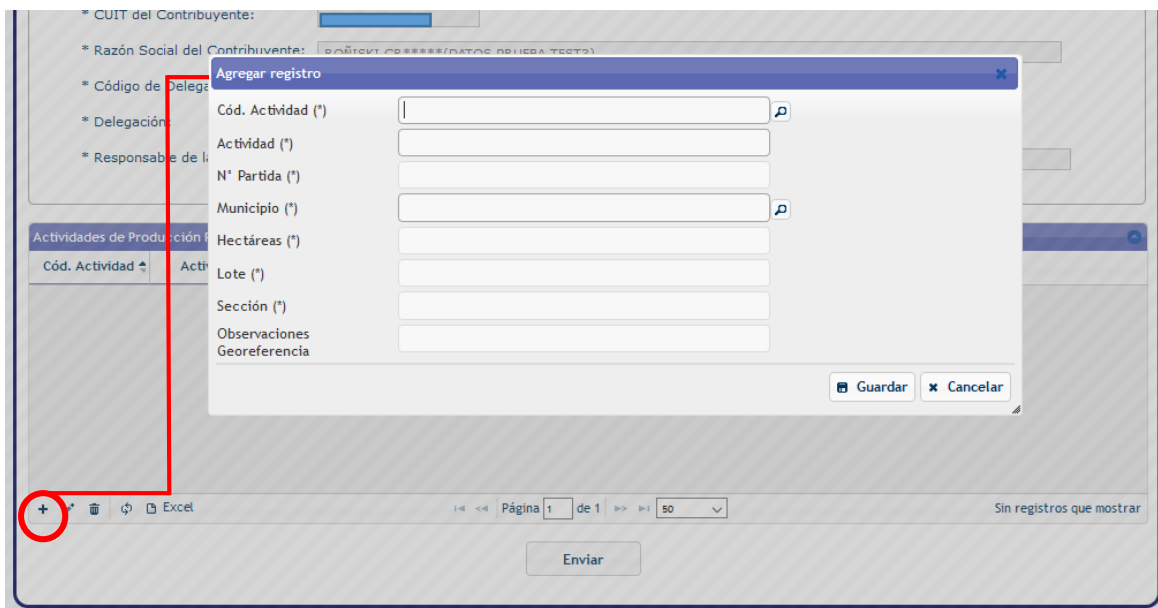 * CUIT del Contribuyente:
* Razón Social del Contribuyente:
* Código de Delega
* Delegación:
* Responsable de la
Agregar registro
Cód. Actividad (*)
Actividad (*)
N° Partida (*)
Municipio (*)
Hectáreas (*)
Lote (*)
Sección (*)
Observaciones
Georeferencia
Guardar Cancelar
Actividades de Producción P
Cód. Actividad Activ
Excel Página 1 de 1 50 Sin registros que mostrar
Enviar